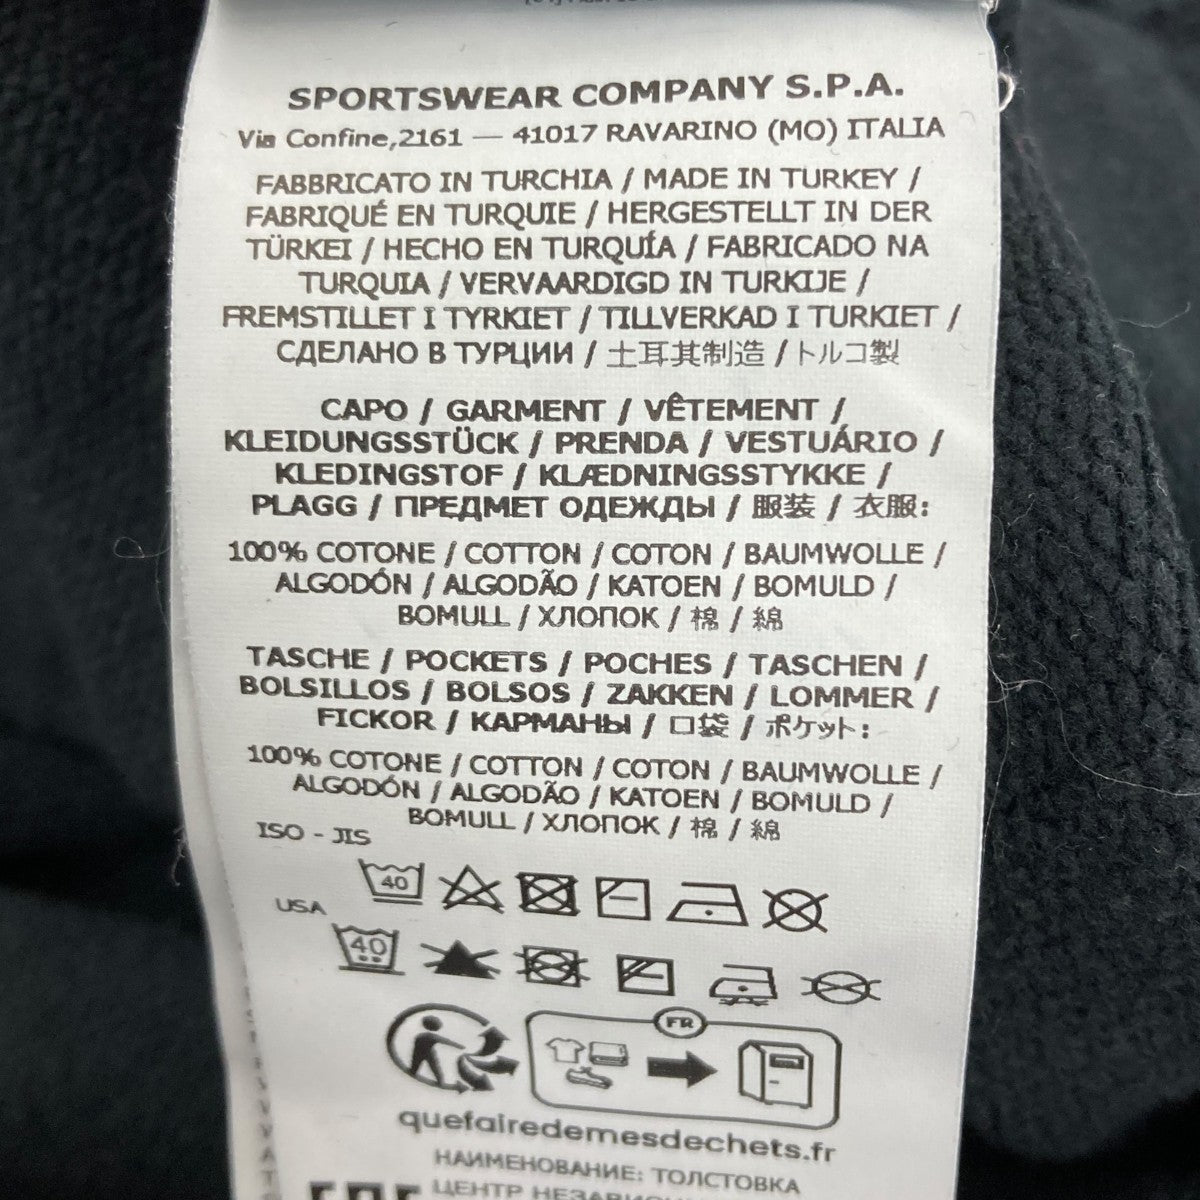 SPORTSWEAR COMPANY S.P.A.
Via Confine,2161 — 41017 RAVARINO (MO) ITALIA
FABBRICATO IN TURCHIA / MADE IN TURKEY /
FABRIQUÉ EN TURQUIE / HERGESTELLT IN DER
TÜRKEI / HECHO EN TURQUÍA / FABRICADO NA
TURQUIA / VERVAARDIGD IN TURKIJE /
FREMSTILLET I TYRKIET / TILLVERKAD I TURKIET /
СДЕЛАНО В ТУРЦИИ / 土耳其制造 / トルコ製
CAPO / GARMENT / VÊTEMENT /
KLEIDUNGSSTÜCK / PRENDA / VESTUÁRIO /
KLEDINGSTOF / KLÆDNINGSSTYKKE /
PLAGG / ПРЕДМЕТ ОДЕЖДЫ / 服装 / 衣服:
100% COTONE / COTTON / COTON / BAUMWOLLE /
ALGODÓN / ALGODÃO / KATOEN / BOMULD /
BOMULL / ХЛОПОК / 棉 / 綿
TASCHE / POCKETS / POCHES / TASCHEN /
BOLSILLOS / BOLSOS / ZAKKEN / LOMMER /
FICKOR / КАРМАНЫ / 口袋 / ポケット:
100% COTONE / COTTON / COTON / BAUMWOLLE /
ALGODÓN / ALGODÃO / KATOEN / BOMULD /
BOMULL / ХЛОПОК / 棉 / 綿
ISO - JIS
40
USA
40
FR
quefairedemesdechets.fr
НАИМЕНОВАНИЕ: ТОЛСТОВКА
ЦЕНТР